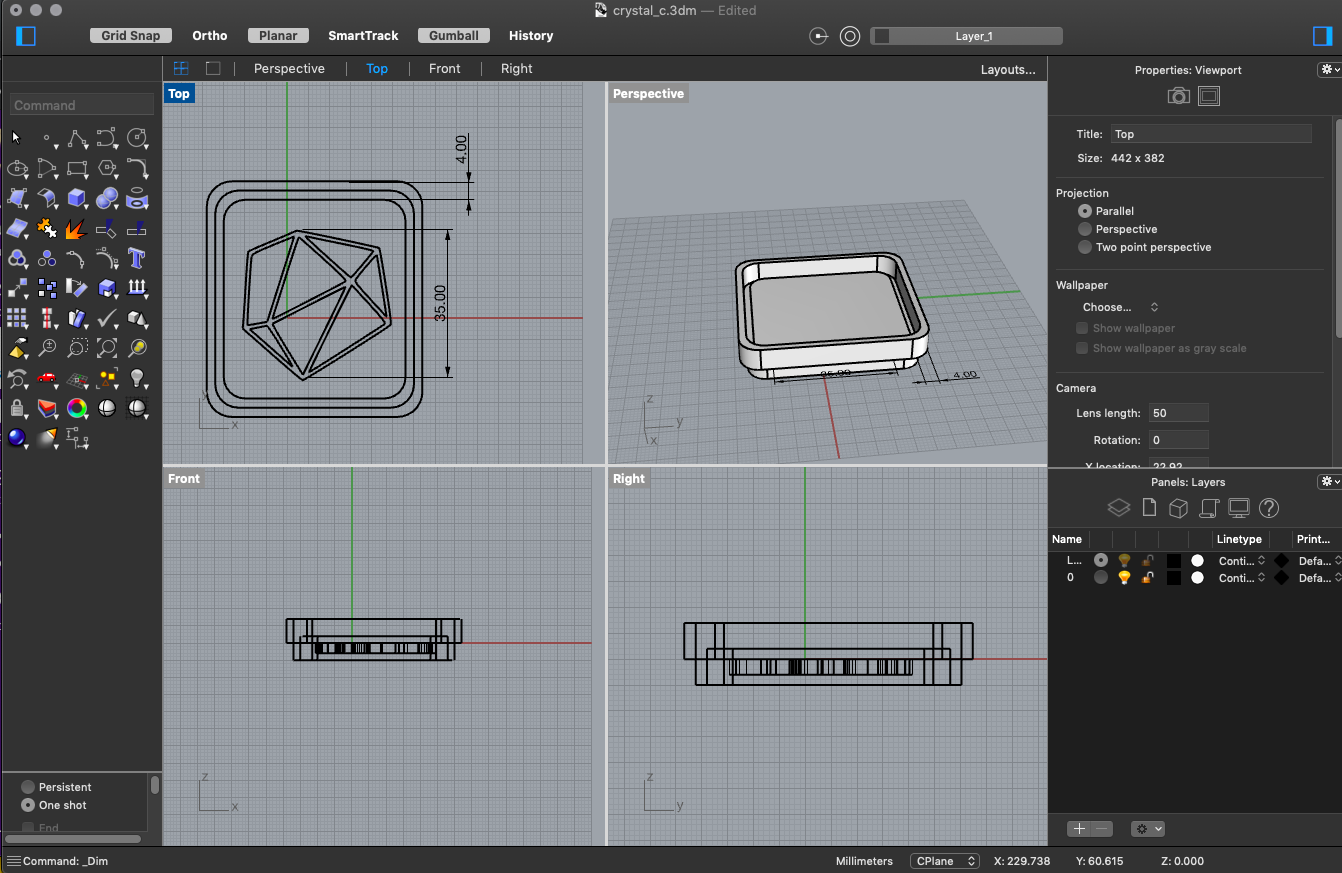 crystal_c.3dm — Edited
Grid Snap Ortho Planar SmartTrack Gumball History Layer_1
Perspective Top Front Right Layouts...
Properties: Viewport
Command
Top
4.00
35.00
y
x
Perspective
4.00
z
y
x
Title: Top
Size: 442 x 382
Projection
Parallel
Perspective
Two point perspective
Wallpaper
Choose...
Show wallpaper
Show wallpaper as gray scale
Camera
Lens length: 50
Rotation: 0
X location: 22.92
Front
z
x
Right
z
y
Panels: Layers
Name Linetype Print...
L... Conti... Defa...
0 Conti... Defa...
Persistent
One shot
End
Command: _Dim
Millimeters CPlane X: 229.738 Y: 60.615 Z: 0.000